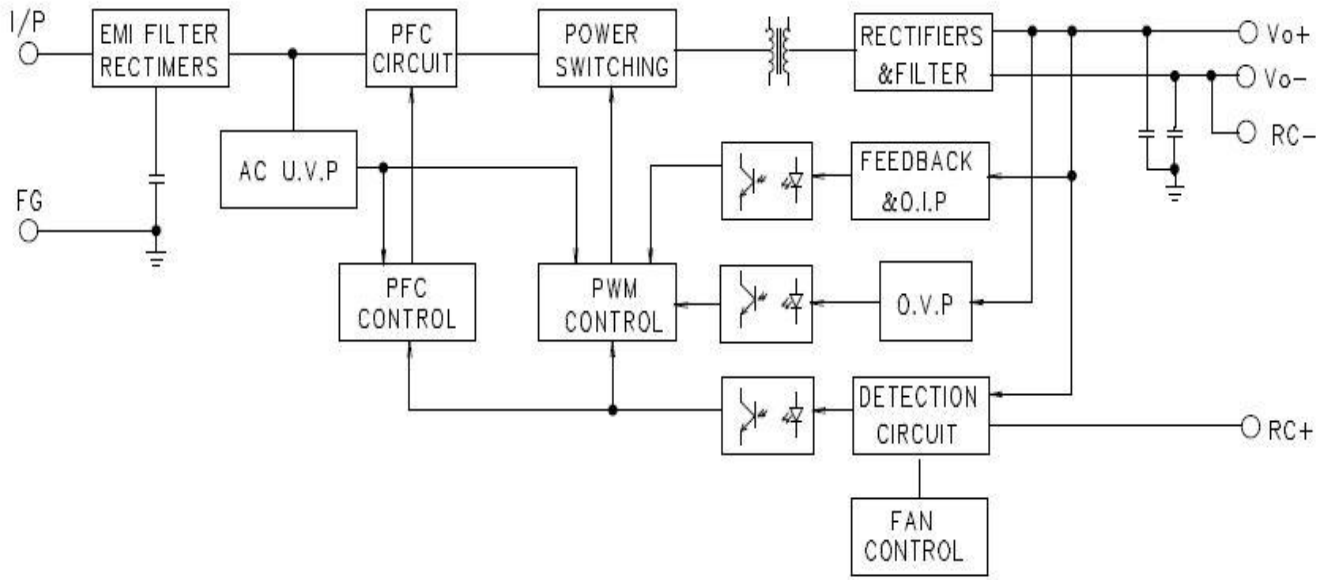 I/P
EMI FILTER
RECTIMERS
PFC
CIRCUIT
POWER
SWITCHING
RECTIFIERS
&FILTER
Vo+
Vo-
RC-
AC U.V.P
FEEDBACK
&O.I.P
FG
PFC
CONTROL
PWM
CONTROL
O.V.P
DETECTION
CIRCUIT
RC+
FAN
CONTROL